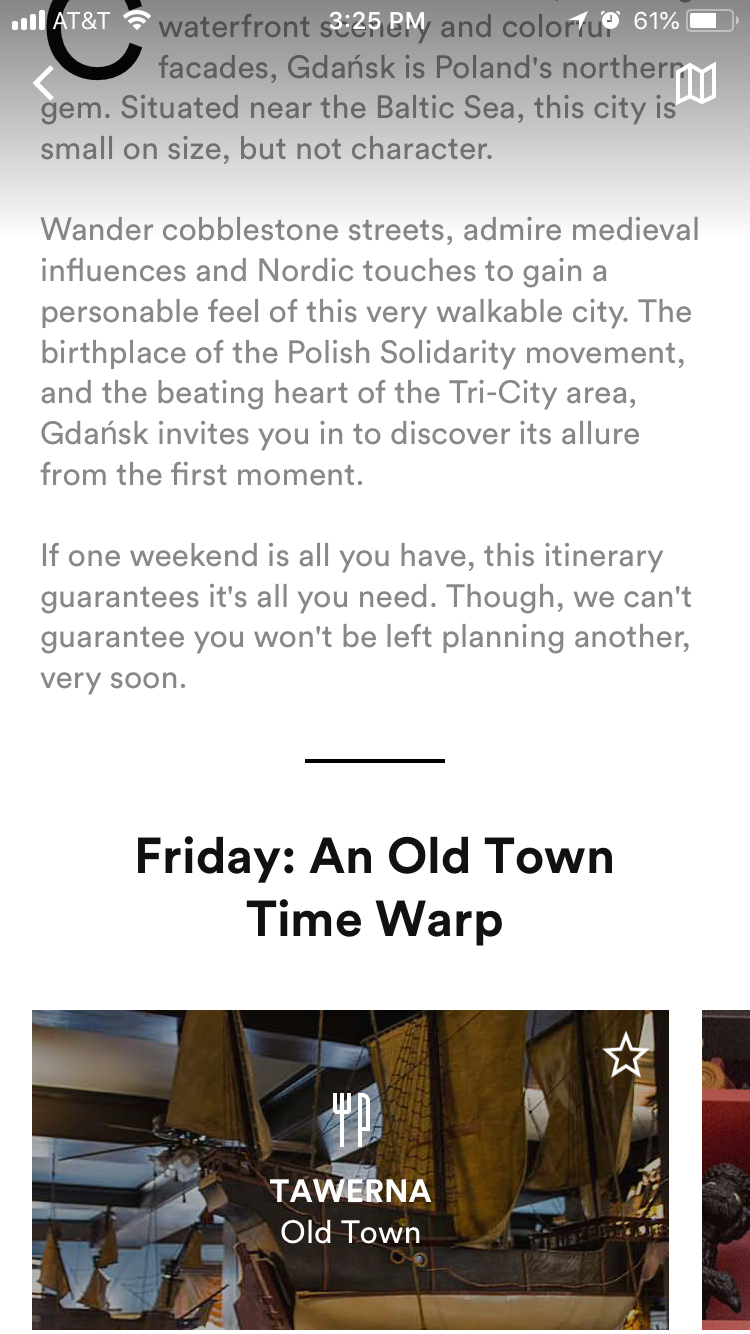 AT&T 3:25 PM 61%
C waterfront scenery and colorful
facades, Gdańsk is Poland's northern
gem. Situated near the Baltic Sea, this city is
small on size, but not character.
Wander cobblestone streets, admire medieval
influences and Nordic touches to gain a
personable feel of this very walkable city. The
birthplace of the Polish Solidarity movement,
and the beating heart of the Tri-City area,
Gdańsk invites you in to discover its allure
from the first moment.
If one weekend is all you have, this itinerary
guarantees it's all you need. Though, we can't
guarantee you won't be left planning another,
very soon.
Friday: An Old Town
Time Warp
TAWERNA
Old Town